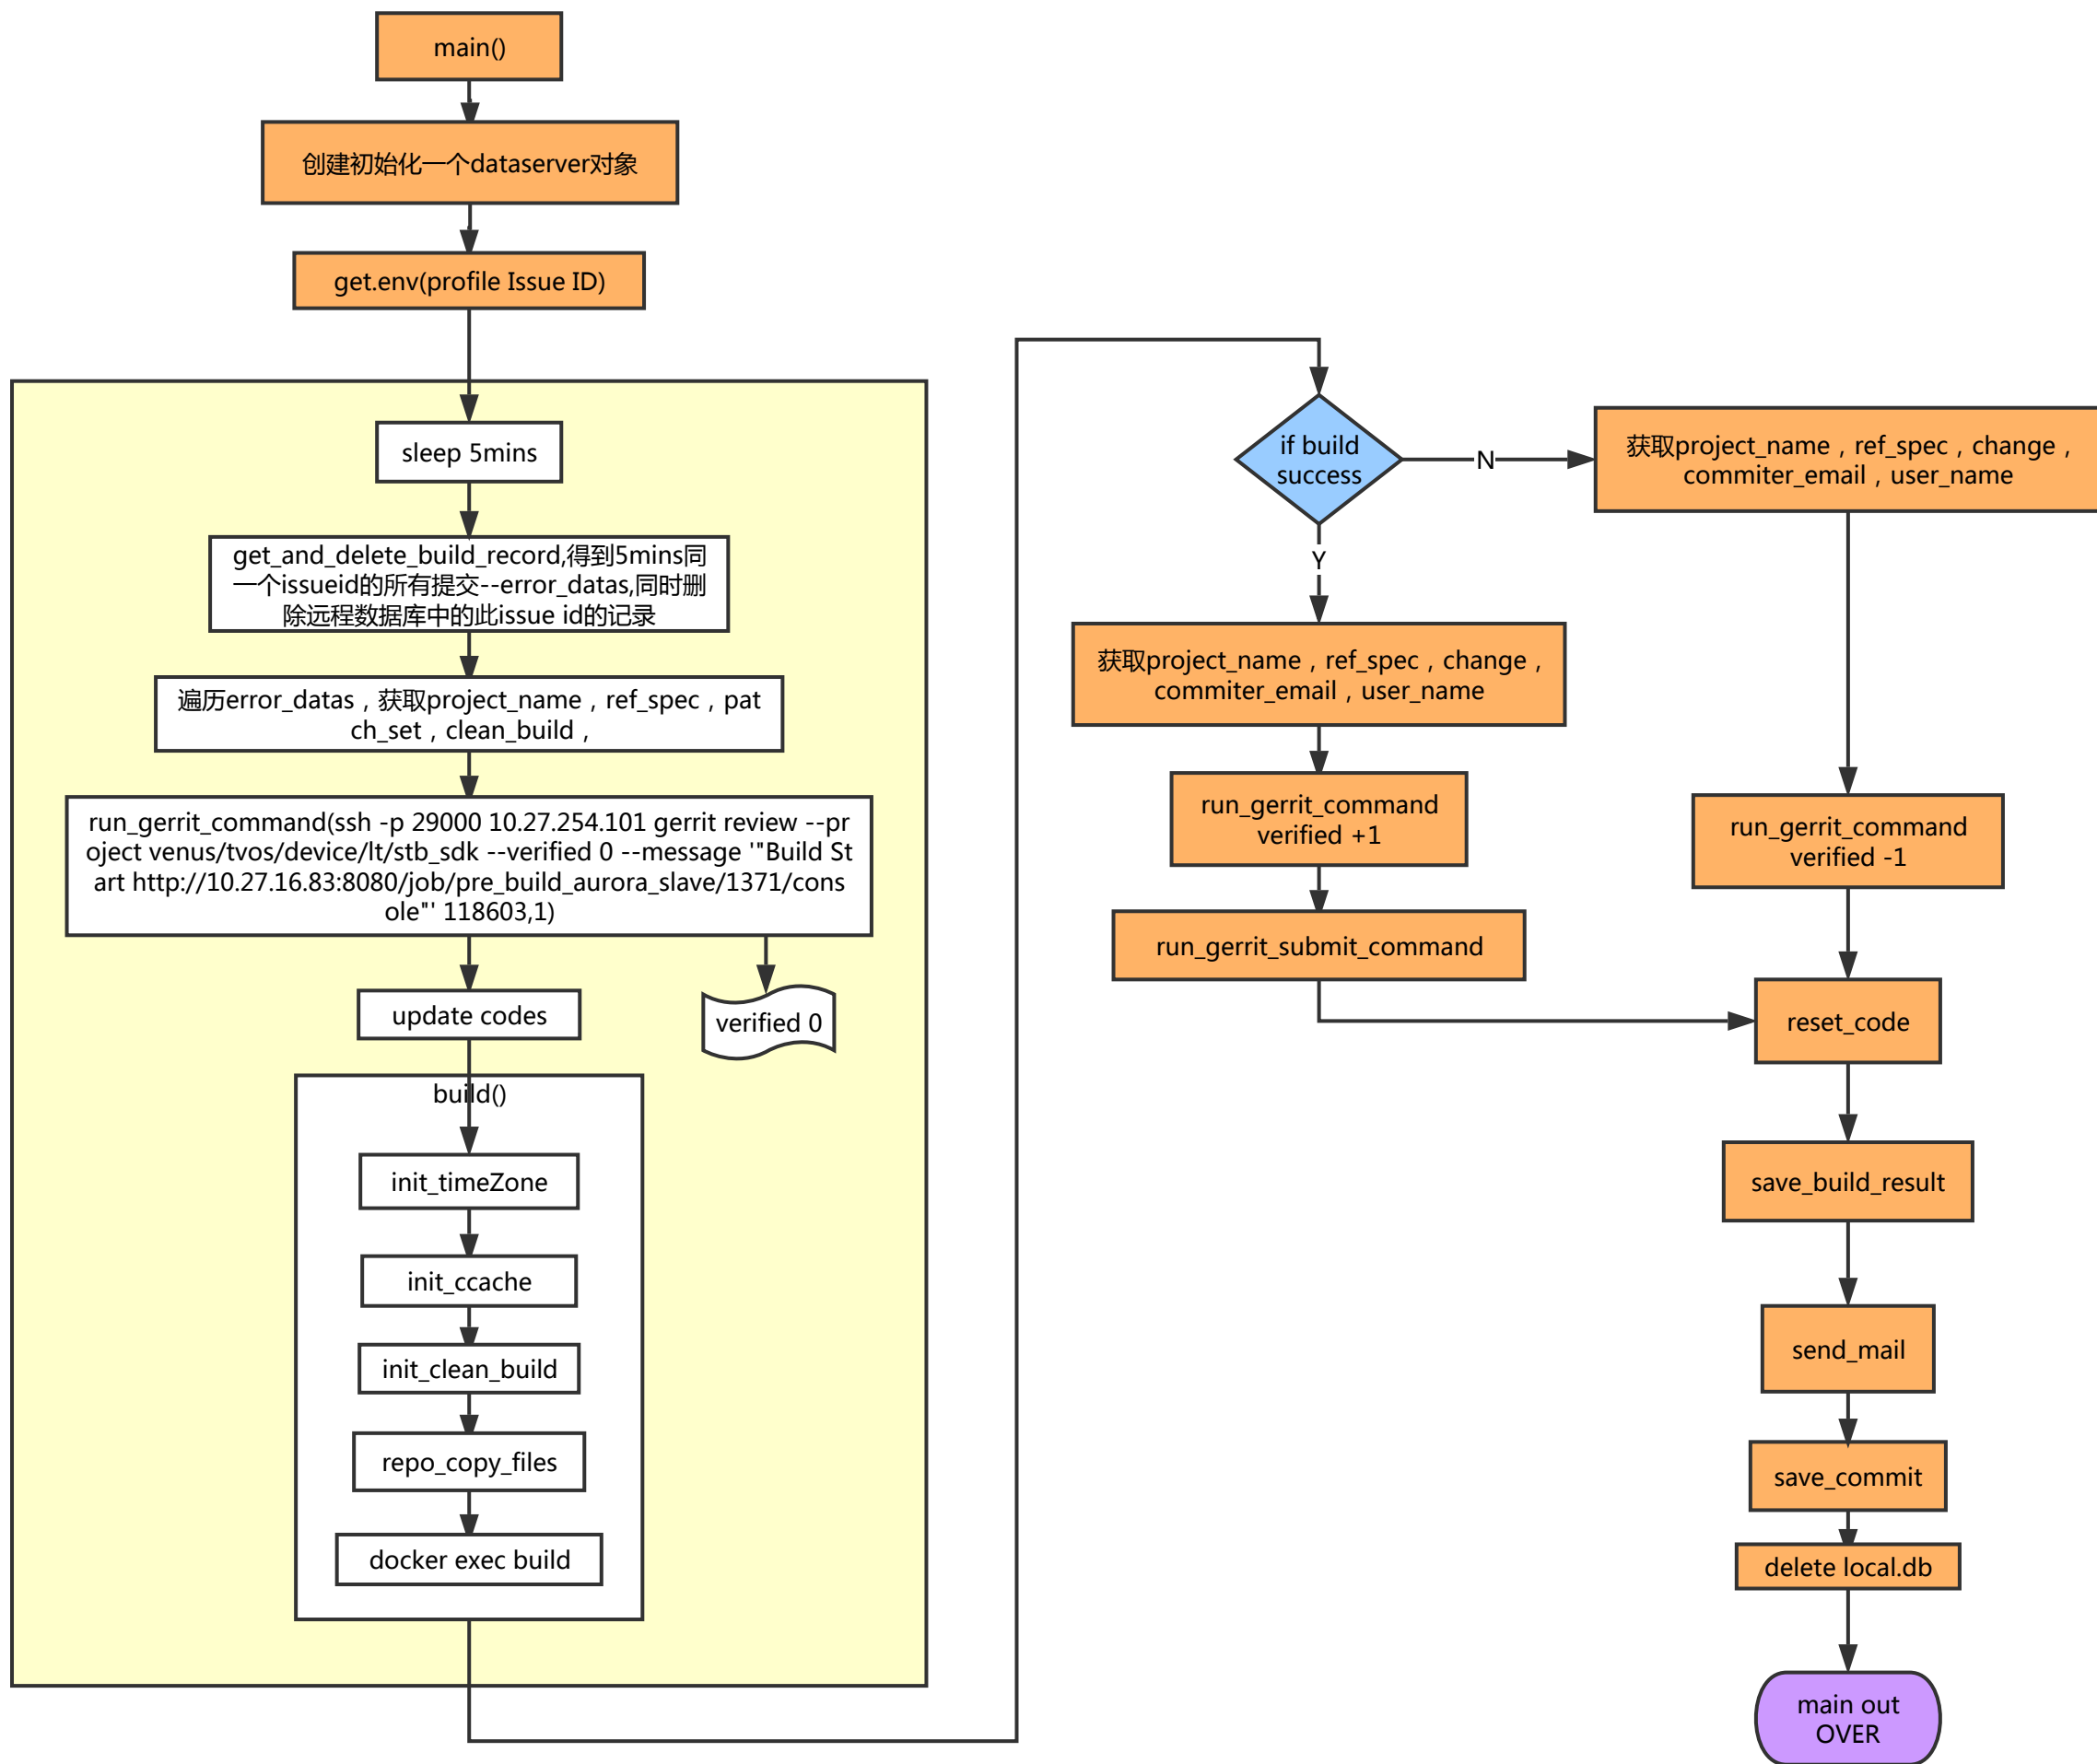 main()
创建初始化一个dataserver对象
get.env(profile Issue ID)
sleep 5mins
get_and_delete_build_record,得到5mins同
一个issueid的所有提交--error_datas,同时删
除远程数据库中的此issue id的记录
遍历error_datas，获取project_name，ref_spec，pat
ch_set，clean_build，
run_gerrit_command(ssh -p 29000 10.27.254.101 gerrit review --pr
oject venus/tvos/device/lt/stb_sdk --verified 0 --message '"Build St
art http://10.27.16.83:8080/job/pre_build_aurora_slave/1371/cons
ole"' 118603,1)
update codes
verified 0
build()
init_timeZone
init_ccache
init_clean_build
repo_copy_files
docker exec build
if build
success
N
Y
获取project_name，ref_spec，change，
commiter_email，user_name
run_gerrit_command
verified +1
run_gerrit_submit_command
获取project_name，ref_spec，change，
commiter_email，user_name
run_gerrit_command
verified -1
reset_code
save_build_result
send_mail
save_commit
delete local.db
main out
OVER